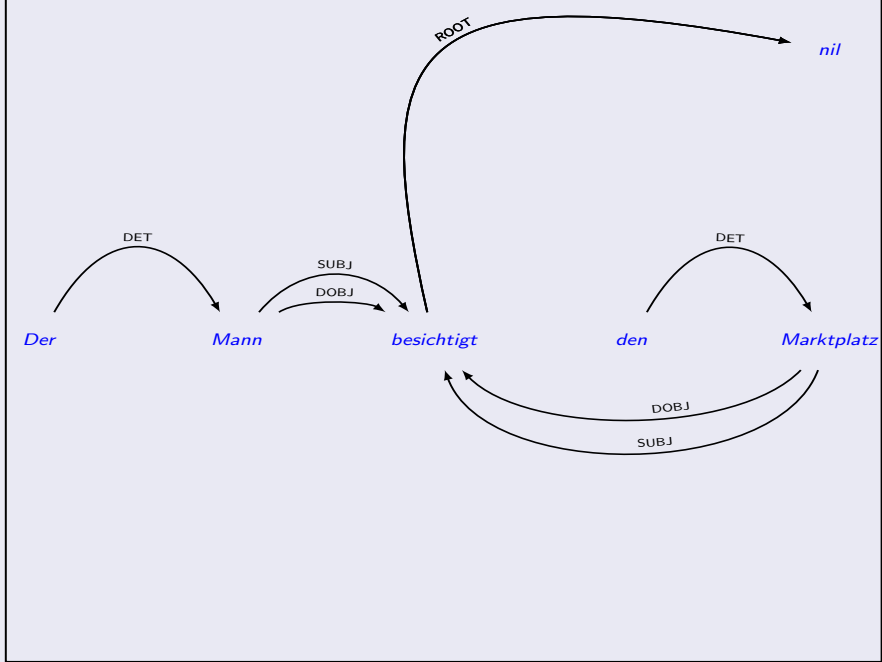 ROOT
nil
DET
DET
SUBJ
DOBJ
Der Mann besichtigt den Marktplatz
DOBJ
SUBJ